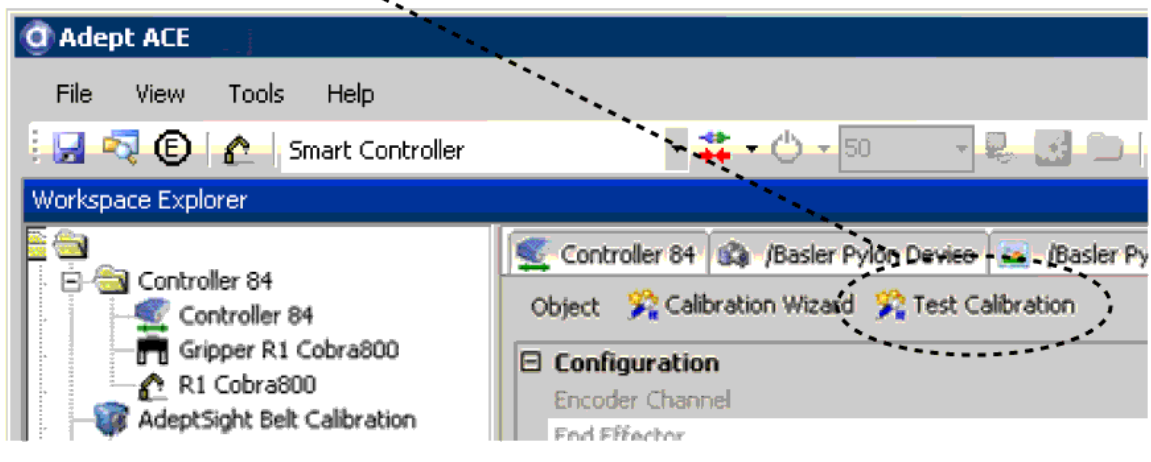 Adept ACE
File View Tools Help
E Smart Controller 50
Workspace Explorer
Controller 84
Controller 84
Gripper R1 Cobra800
R1 Cobra800
AdeptSight Belt Calibration
Controller 84 /Basler Pylon Device /Basler Py
Object Calibration Wizard Test Calibration
Configuration
Encoder Channel
End Effector